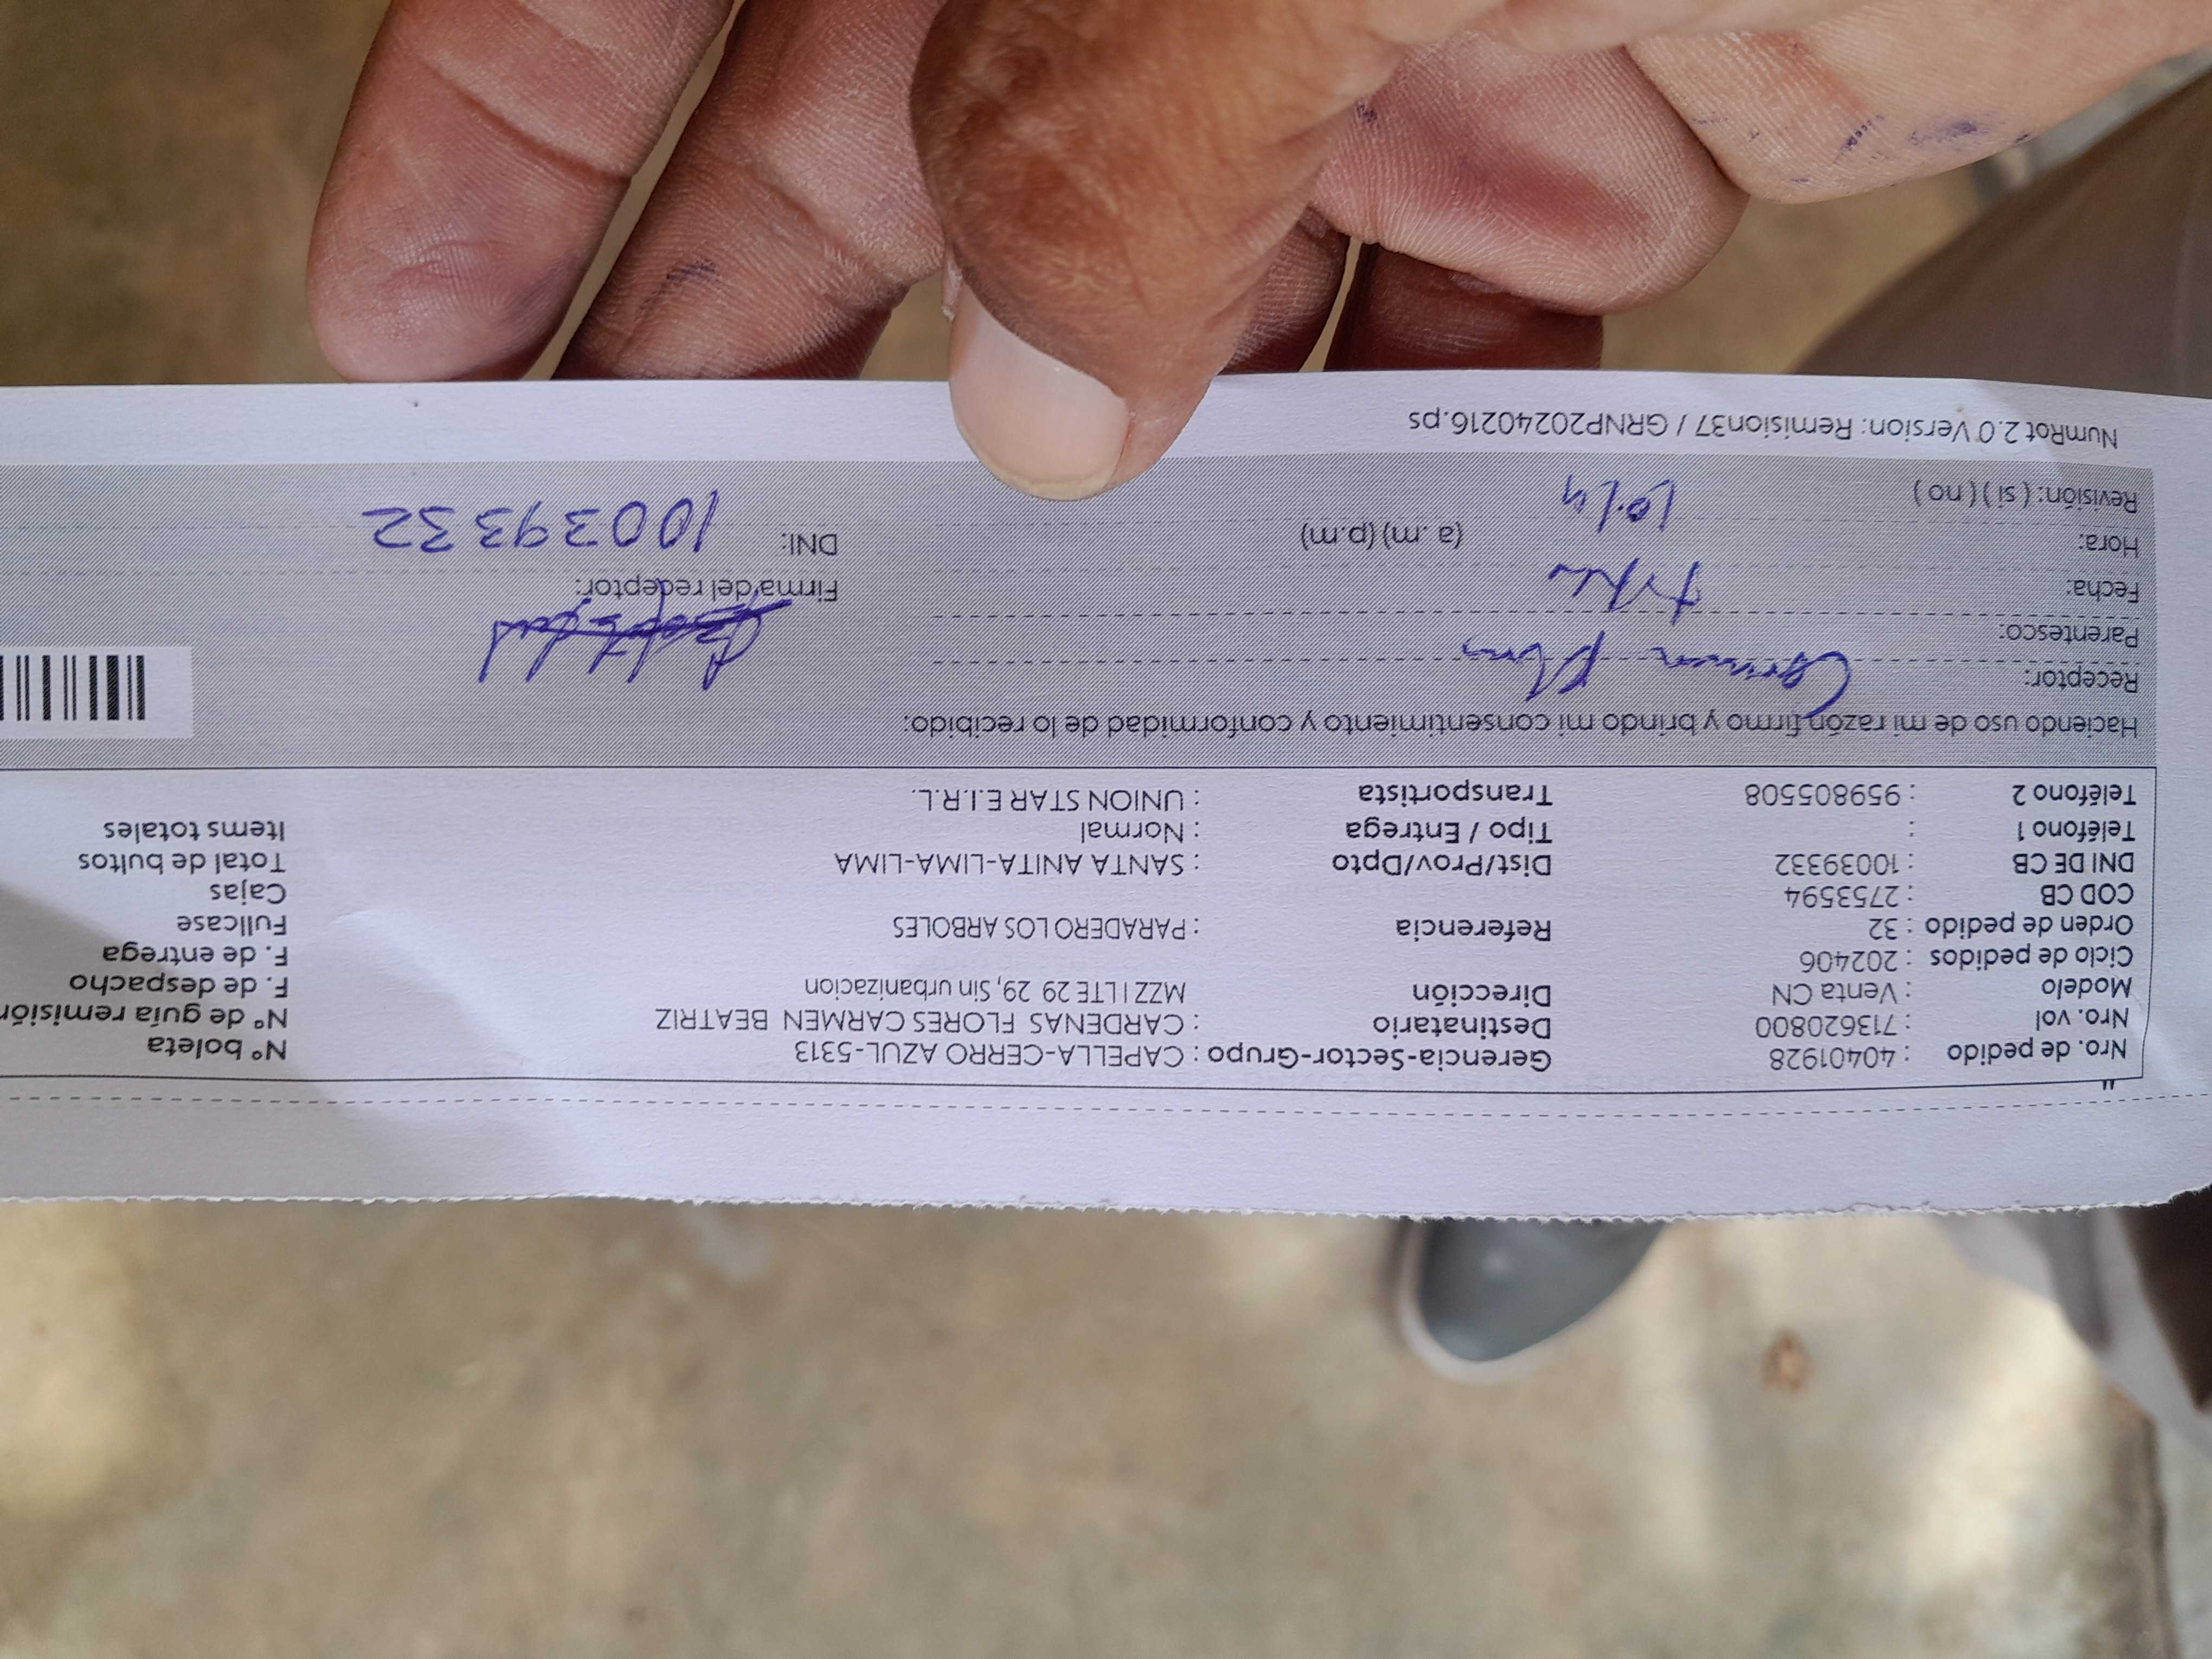 Nro. de pedido : 40401928 Gerencia-Sector-Grupo : CAPELLA-CERRO AZUL-5313 N° boleta
Nro. vol : 713620800 Destinatario : CARDENAS FLORES CARMEN BEATRIZ N° de guía remisión
Modelo : Venta CN Dirección MZZ I LTE 29 29, Sin urbanizacion F. de despacho
Ciclo de pedidos : 202406 F. de entrega
Orden de pedido : 32 Referencia : PARADERO LOS ARBOLES Fullcase
COD CB : 2753594 Cajas
DNI DE CB : 10039332 Dist/Prov/Dpto : SANTA ANITA-LIMA-LIMA Total de bultos
Teléfono 1 : Tipo / Entrega : Normal Items totales
Teléfono 2 : 959805508 Transportista : UNION STAR E.I.R.L.
Haciendo uso de mi razón firmo y brindo mi consentimiento y conformidad de lo recibido:
Receptor: Carmen
Parentesco:
Fecha: Firma del receptor:
Hora: (a.m) (p.m) DNI: 10039332
Revisión: ( si ) ( no )
NumRot 2.0 Version: Remision37 / GRNP20240216.ps